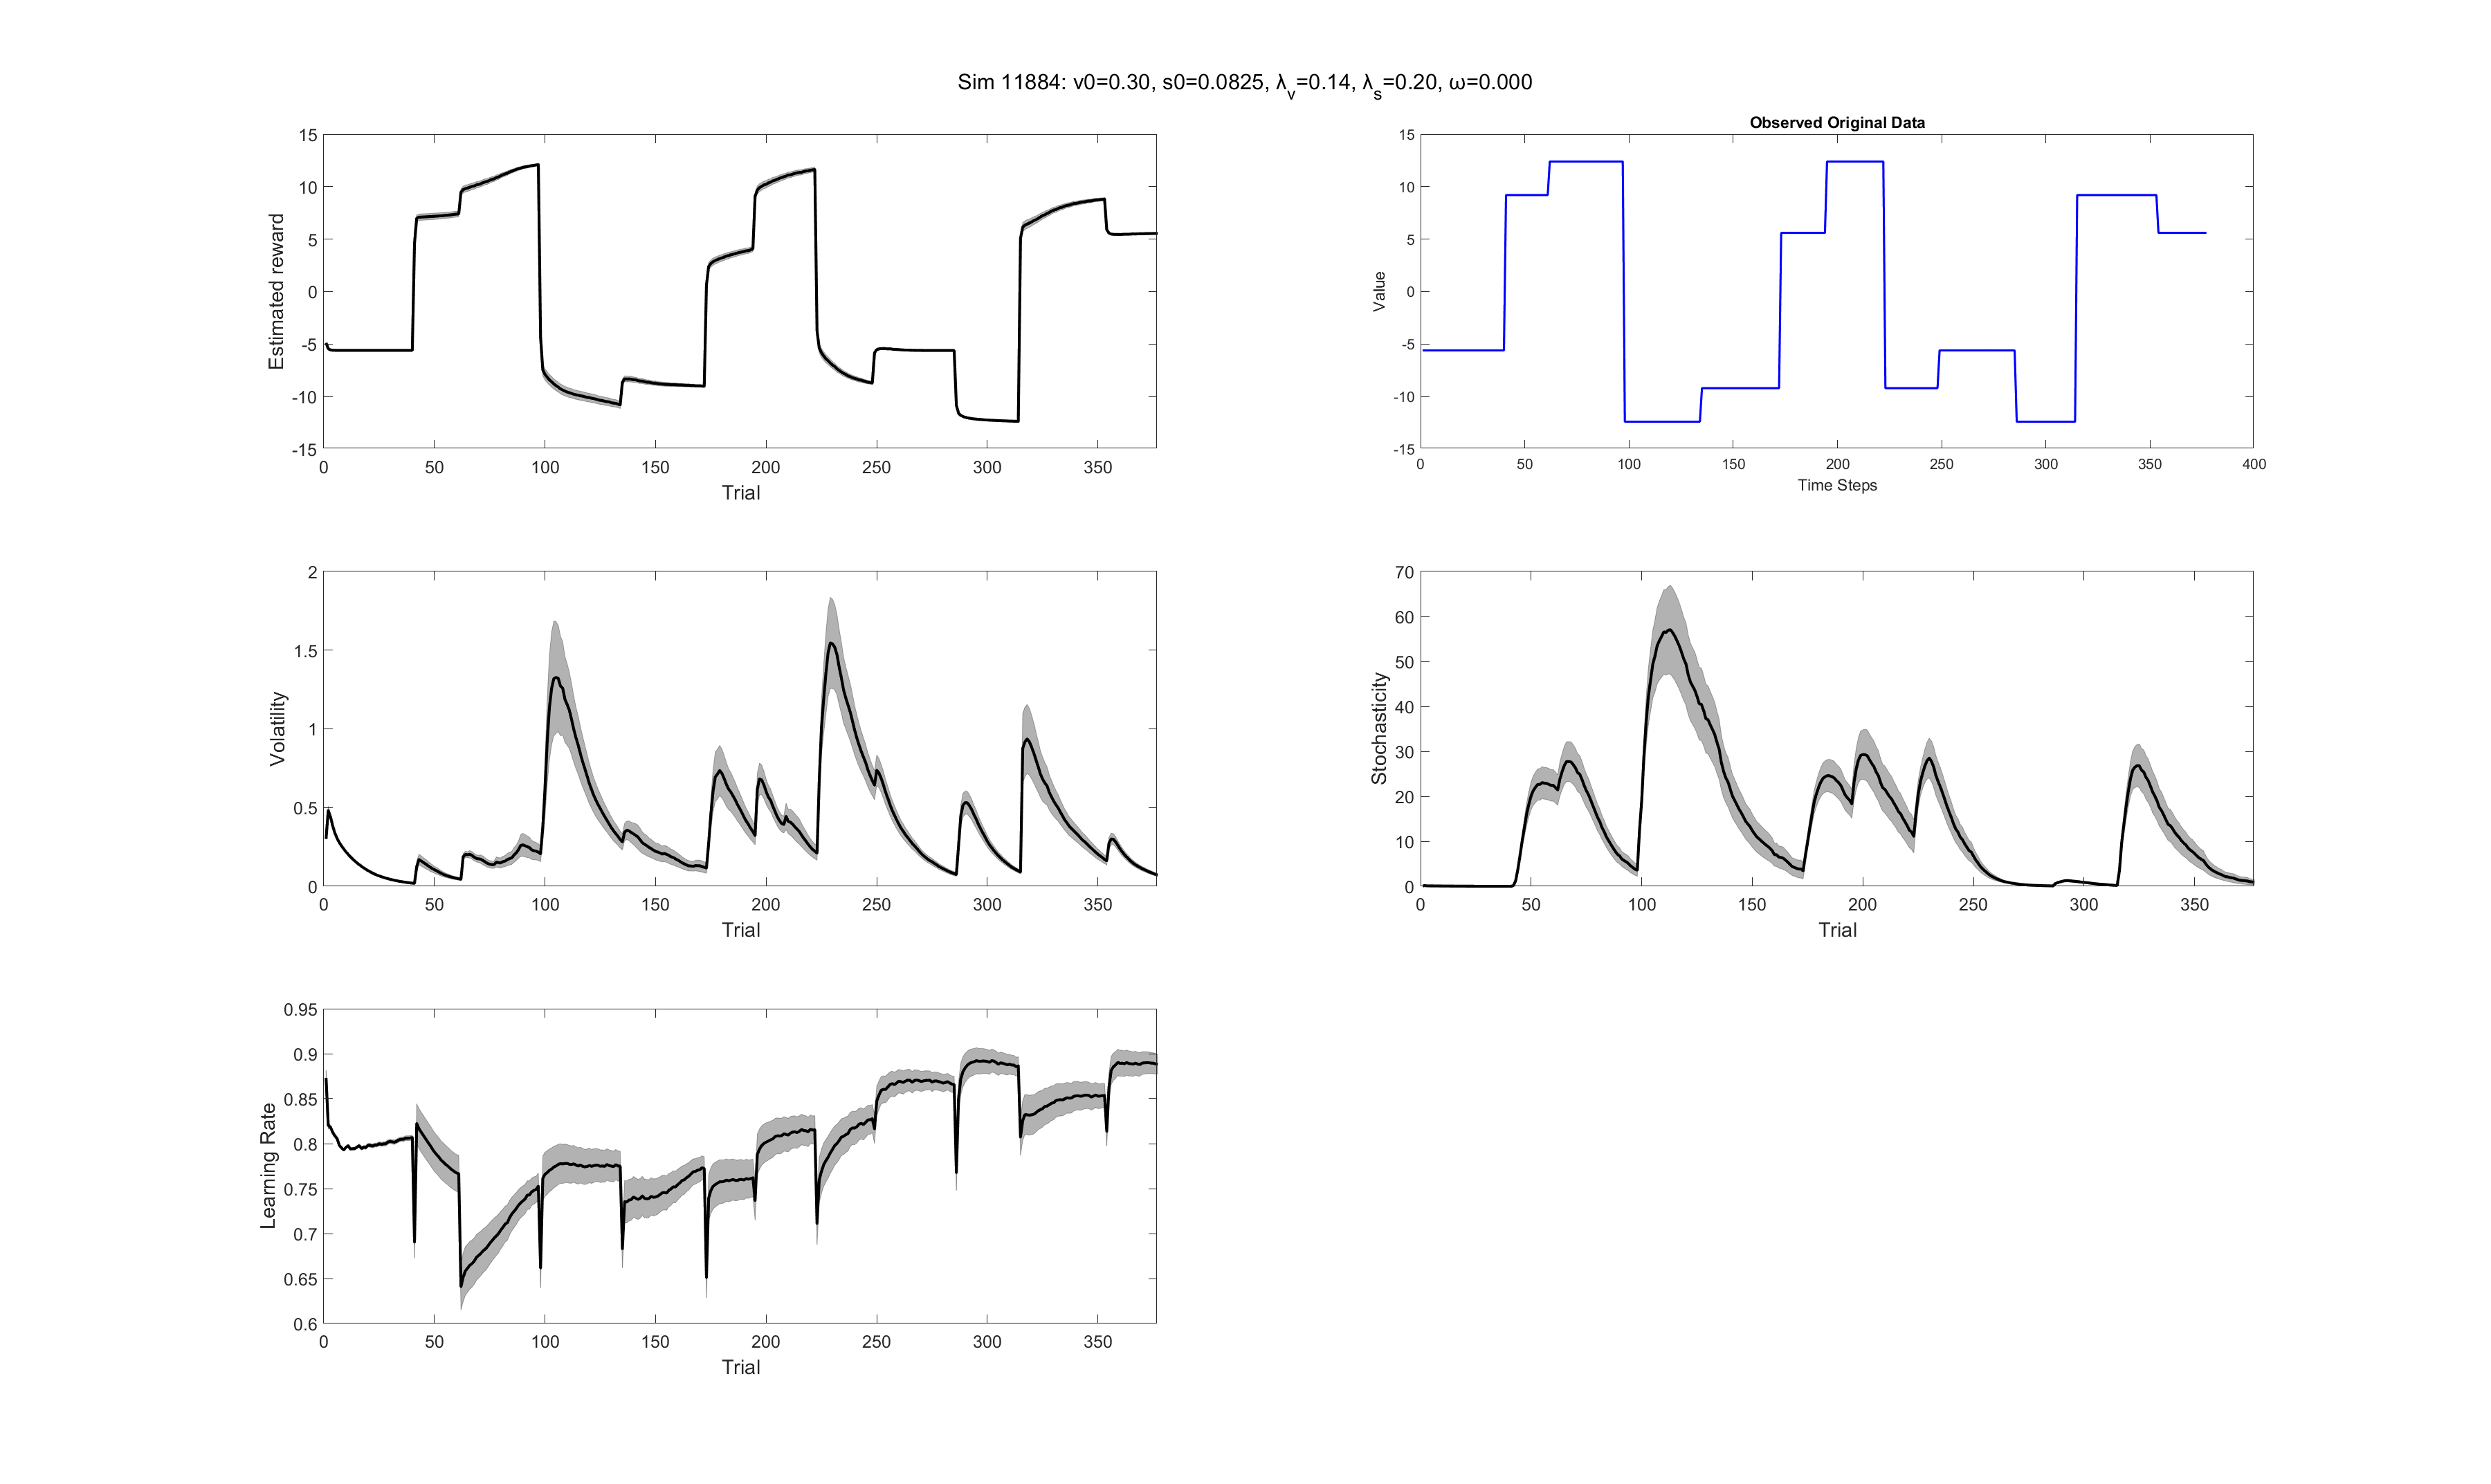 Sim 11884: v0=0.30, s0=0.0825, λv=0.14, λs=0.20, ω=0.000
15
10
5
0
-5
-10
-15
Estimated reward
0 50 100 150 200 250 300 350
Trial
Observed Original Data
15
10
5
0
-5
-10
-15
Value
0 50 100 150 200 250 300 350 400
Time Steps
2
1.5
1
0.5
0
Volatility
0 50 100 150 200 250 300 350
Trial
70
60
50
40
30
20
10
0
Stochasticity
0 50 100 150 200 250 300 350
Trial
0.95
0.9
0.85
0.8
0.75
0.7
0.65
0.6
Learning Rate
0 50 100 150 200 250 300 350
Trial